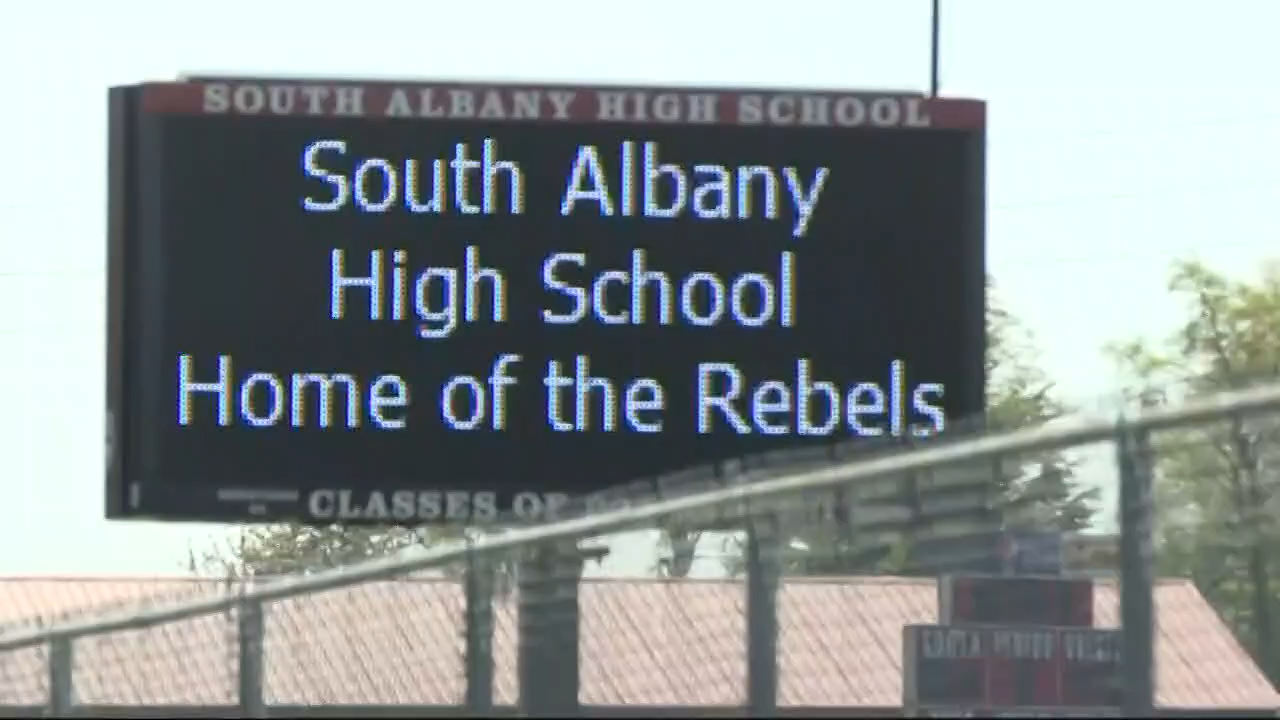 SOUTH ALBANY HIGH SCHOOL
South Albany
High School
Home of the Rebels
CLASSES OF